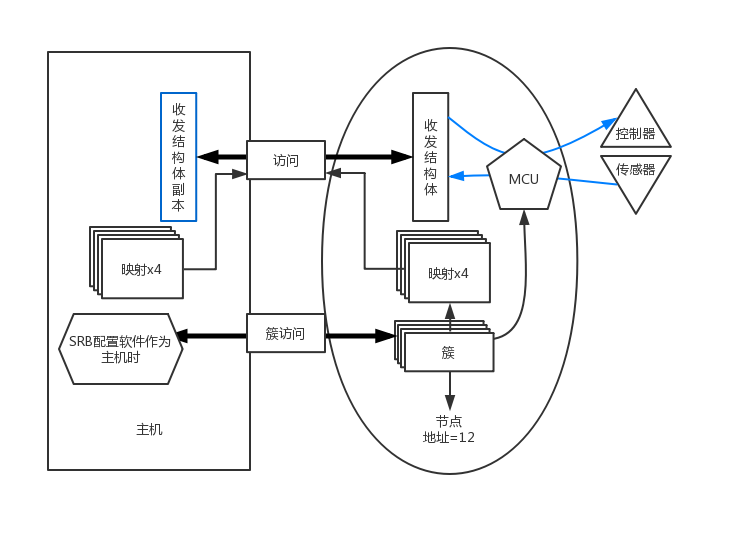 收
发
结
构
体
副
本
访问
收
发
结
构
体
控制器
传感器
MCU
映射x4
映射x4
SRB配置软件作为
主机时
簇访问
簇
主机
节点
地址=12